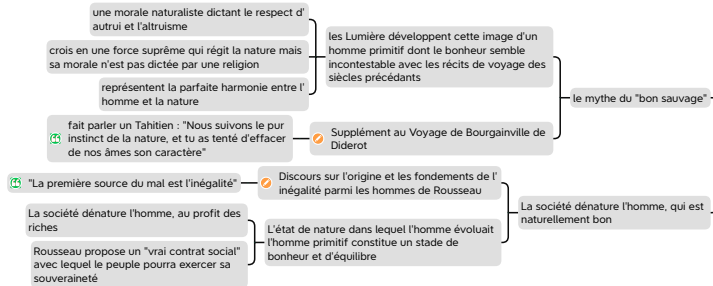 une morale naturaliste dictant le respect d'
autrui et l'altruisme
crois en une force suprême qui régit la nature mais
sa morale n'est pas dictée par une religion
représentent la parfaite harmonie entre l'
homme et la nature
les Lumière développent cette image d'un
homme primitif dont le bonheur semble
incontestable avec les récits de voyage des
siècles précédants
fait parler un Tahitien : "Nous suivons le pur
instinct de la nature, et tu as tenté d'effacer
de nos âmes son caractère"
Supplément au Voyage de Bourgainville de
Diderot
le mythe du "bon sauvage"
"La première source du mal est l'inégalité"
Discours sur l'origine et les fondements de l'
inégalité parmi les hommes de Rousseau
La société dénature l'homme, au profit des
riches
Rousseau propose un "vrai contrat social"
avec lequel le peuple pourra exercer sa
souveraineté
L'état de nature dans lequel l'homme évoluait
l'homme primitif constitue un stade de
bonheur et d'équilibre
La société dénature l'homme, qui est
naturellement bon